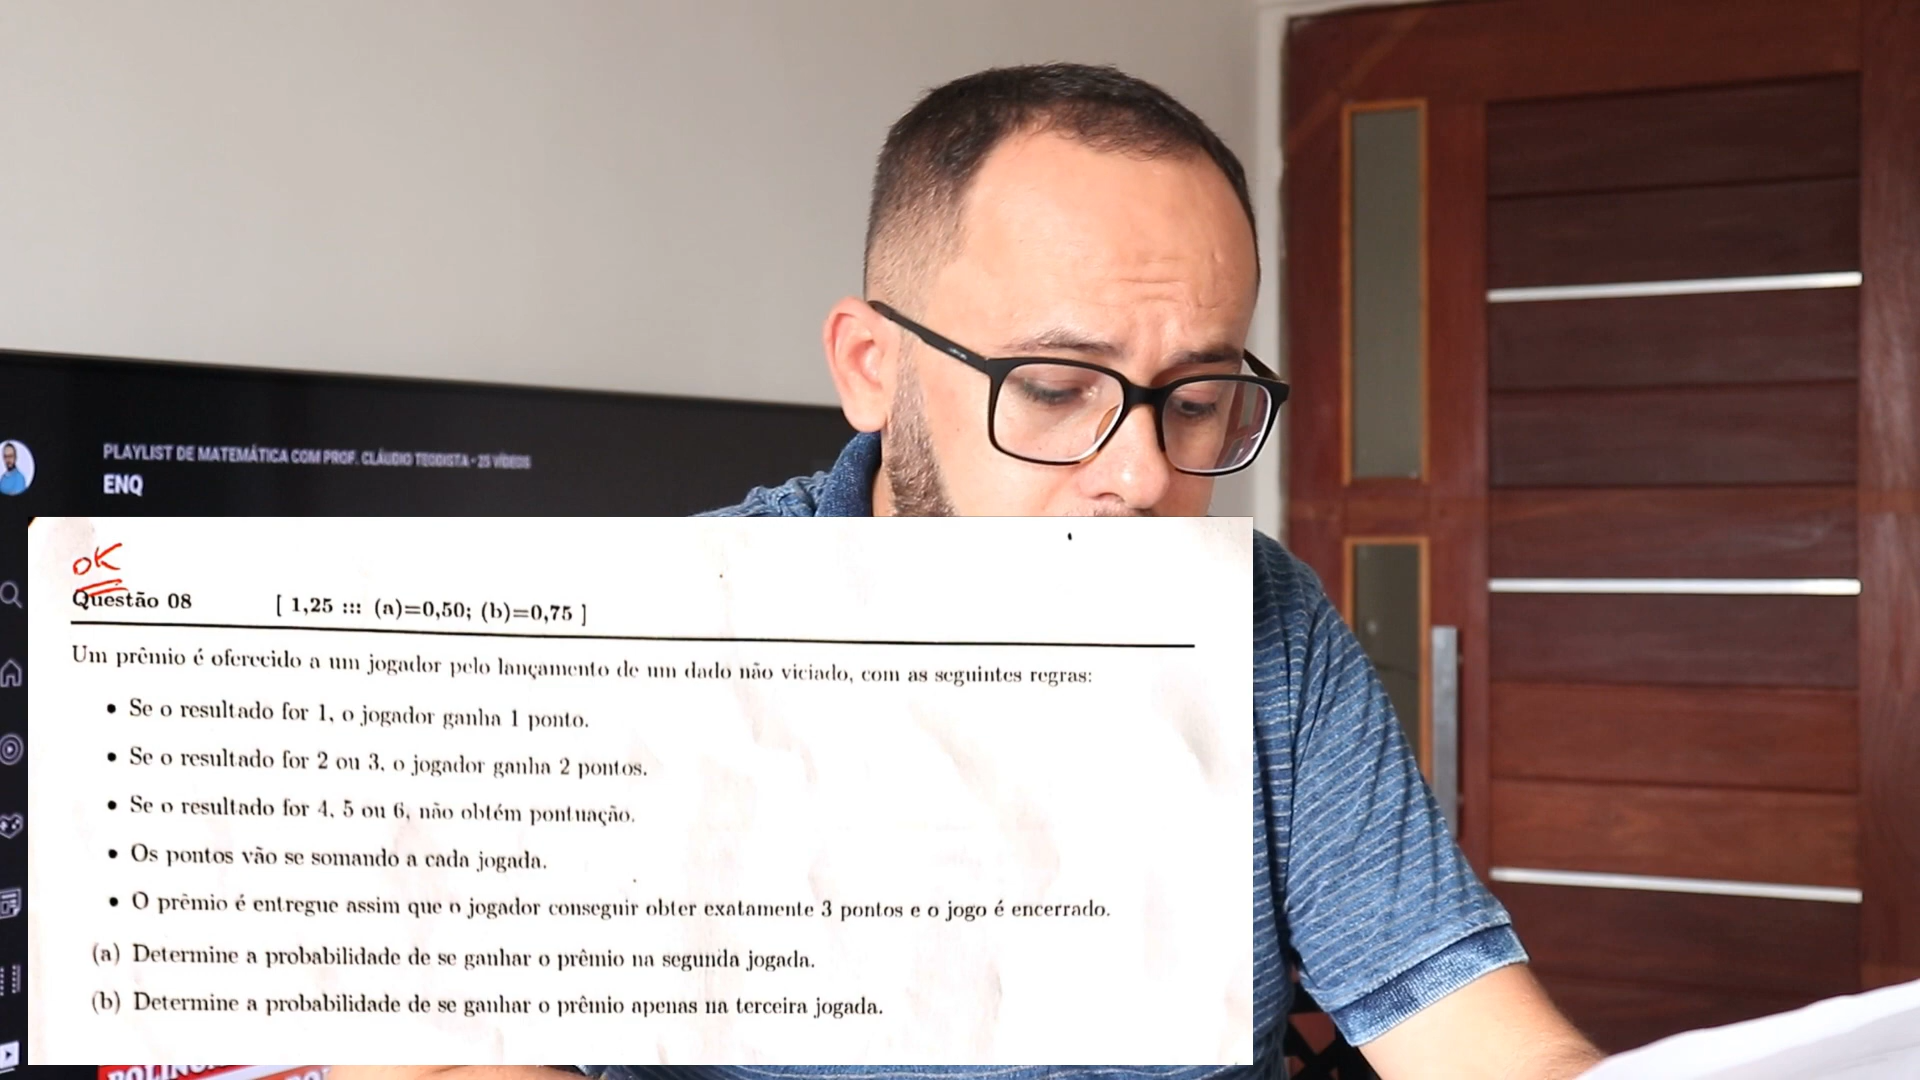 PLAYLIST DE MATEMÁTICA COM PROF. CLÁUDIO TEODISTA • 25 VÍDEOS
ENQ
OK
Questão 08 [ 1,25 ::: (a)=0,50; (b)=0,75 ]
Um prêmio é oferecido a um jogador pelo lançamento de um dado não viciado, com as seguintes regras:
• Se o resultado for 1, o jogador ganha 1 ponto.
• Se o resultado for 2 ou 3, o jogador ganha 2 pontos.
• Se o resultado for 4, 5 ou 6, não obtém pontuação.
• Os pontos vão se somando a cada jogada.
• O prêmio é entregue assim que o jogador conseguir obter exatamente 3 pontos e o jogo é encerrado.
(a) Determine a probabilidade de se ganhar o prêmio na segunda jogada.
(b) Determine a probabilidade de se ganhar o prêmio apenas na terceira jogada.